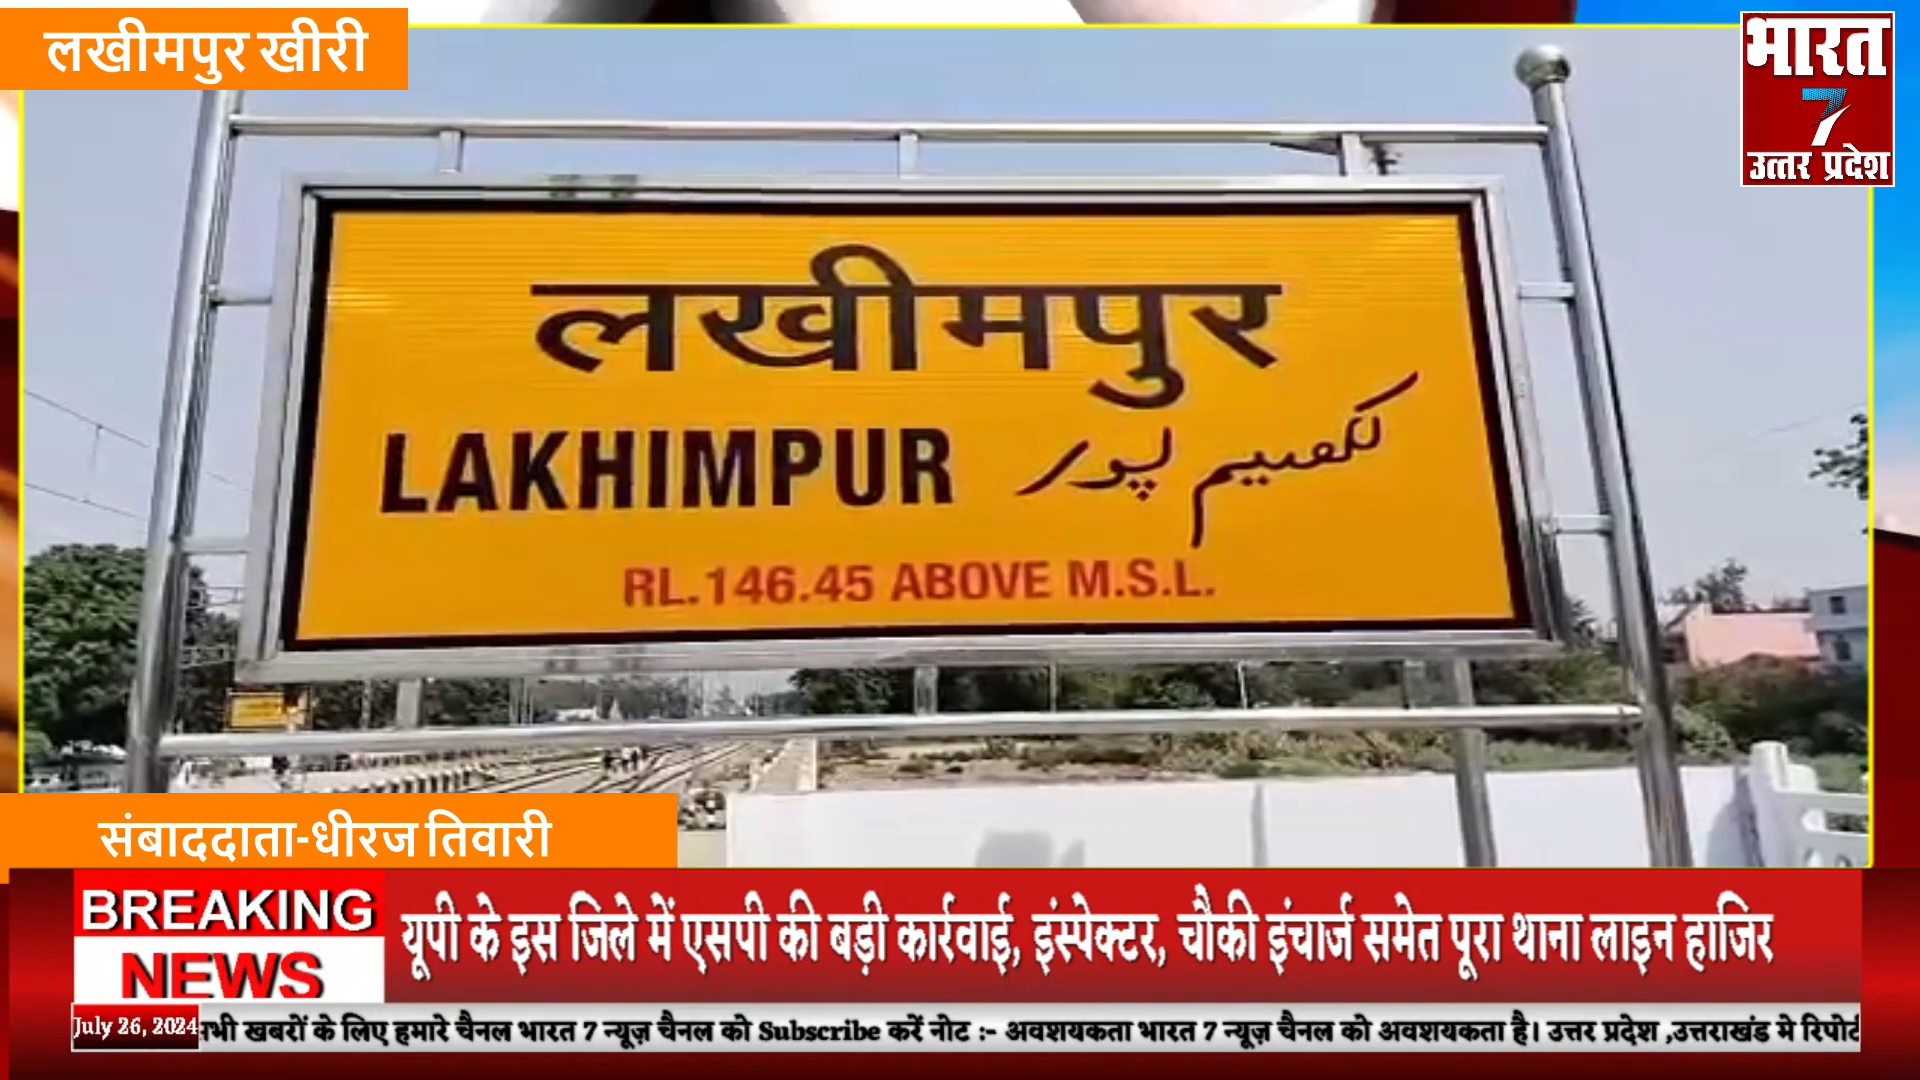 लखीमपुर खीरी
भारत
7
उत्तर प्रदेश
लखीमपुर
LAKHIMPUR لکھیم پور
RL.146.45 ABOVE M.S.L.
संबाददाता-धीरज तिवारी
BREAKING
NEWS
यूपी के इस जिले में एसपी की बड़ी कार्रवाई, इंस्पेक्टर, चौकी इंचार्ज समेत पूरा थाना लाइन हाजिर
July 26, 2024
खबरों के लिए हमारे चैनल भारत 7 न्यूज़ चैनल को Subscribe करें नोट :- अवशयकता भारत 7 न्यूज़ चैनल को अवशयकता है। उत्तर प्रदेश ,उत्तराखंड मे